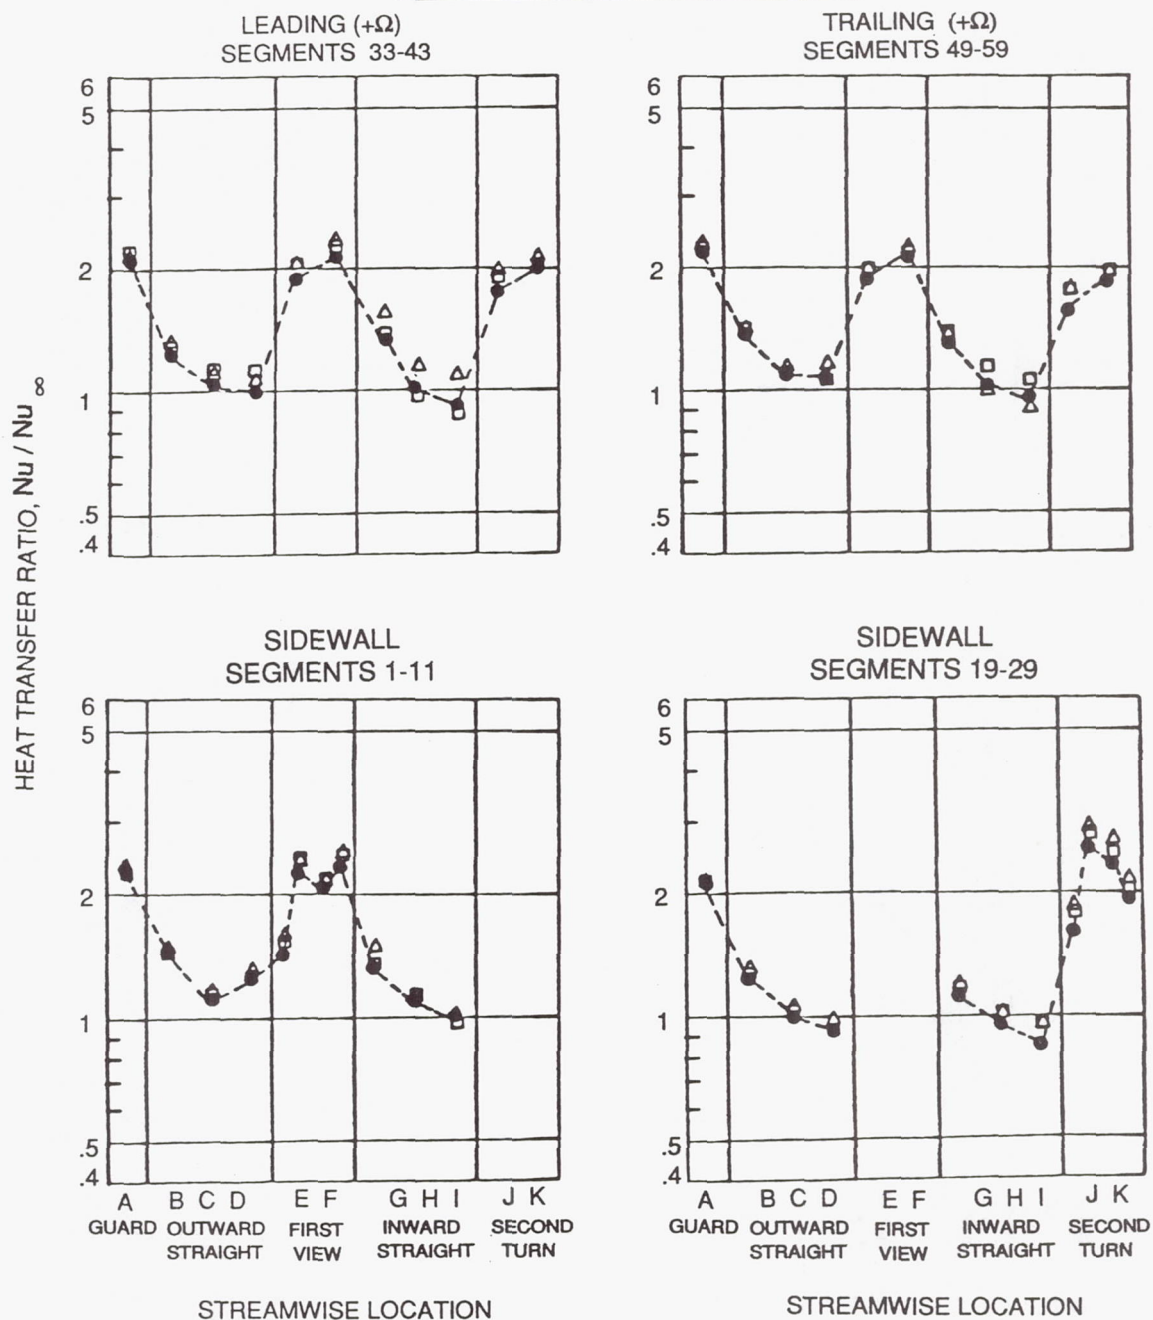 LEADING (+Ω)
SEGMENTS 33-43
TRAILING (+Ω)
SEGMENTS 49-59
6
5
2
1
.5
.4
6
5
2
1
.5
.4
HEAT TRANSFER RATIO, Nu / Nu ∞
SIDEWALL
SEGMENTS 1-11
SIDEWALL
SEGMENTS 19-29
6
5
2
1
.5
.4
6
5
2
1
.5
.4
A B C D E F G H I J K
GUARD OUTWARD STRAIGHT FIRST VIEW INWARD STRAIGHT SECOND TURN
STREAMWISE LOCATION
A B C D E F G H I J K
GUARD OUTWARD STRAIGHT FIRST VIEW INWARD STRAIGHT SECOND TURN
STREAMWISE LOCATION